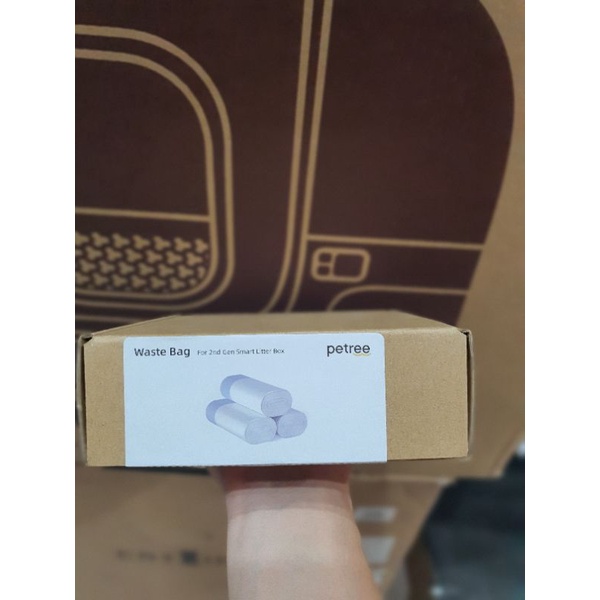 Waste Bag For 2nd Gen Smart Litter Box
petree